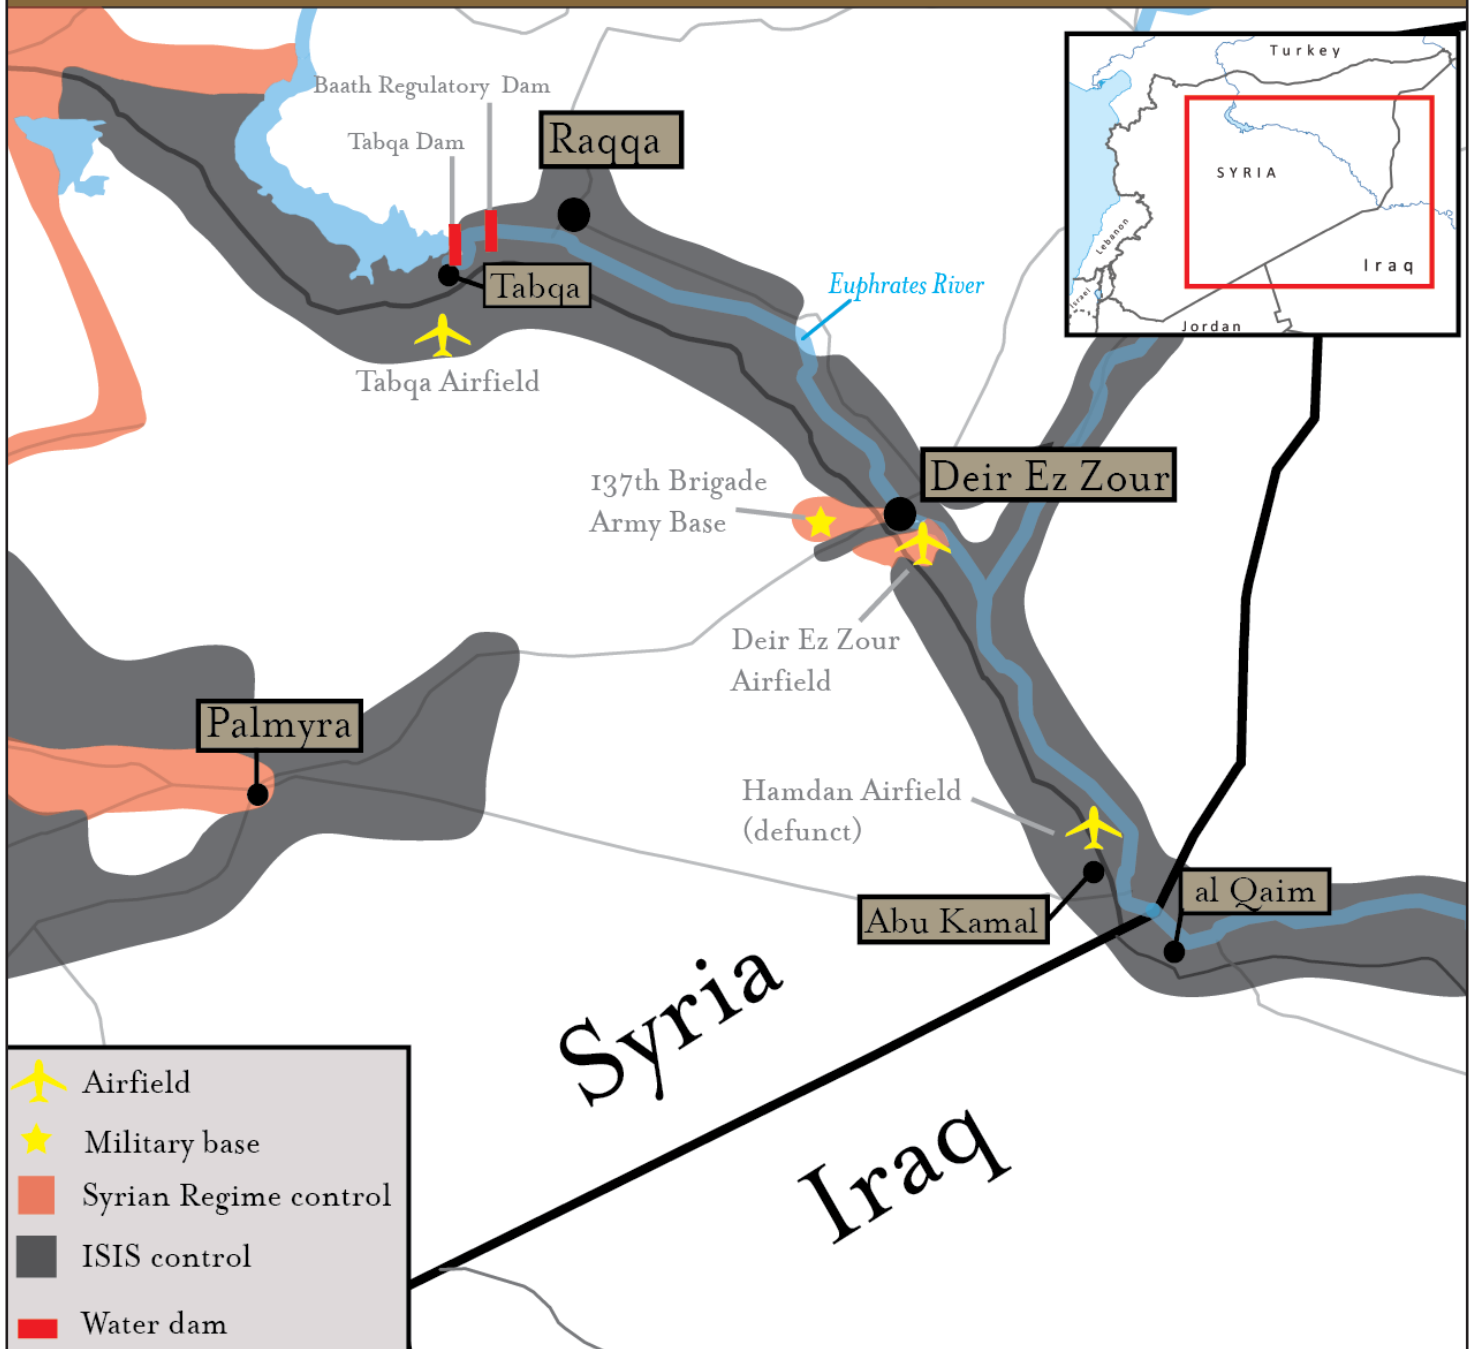 Turkey
SYRIA
Lebanon
Israel
Iraq
Jordan
Baath Regulatory Dam
Tabqa Dam
Raqqa
Tabqa
Tabqa Airfield
Euphrates River
137th Brigade
Army Base
Deir Ez Zour
Deir Ez Zour
Airfield
Palmyra
Hamdan Airfield
(defunct)
Abu Kamal
al Qaim
Syria
Iraq
Airfield
Military base
Syrian Regime control
ISIS control
Water dam